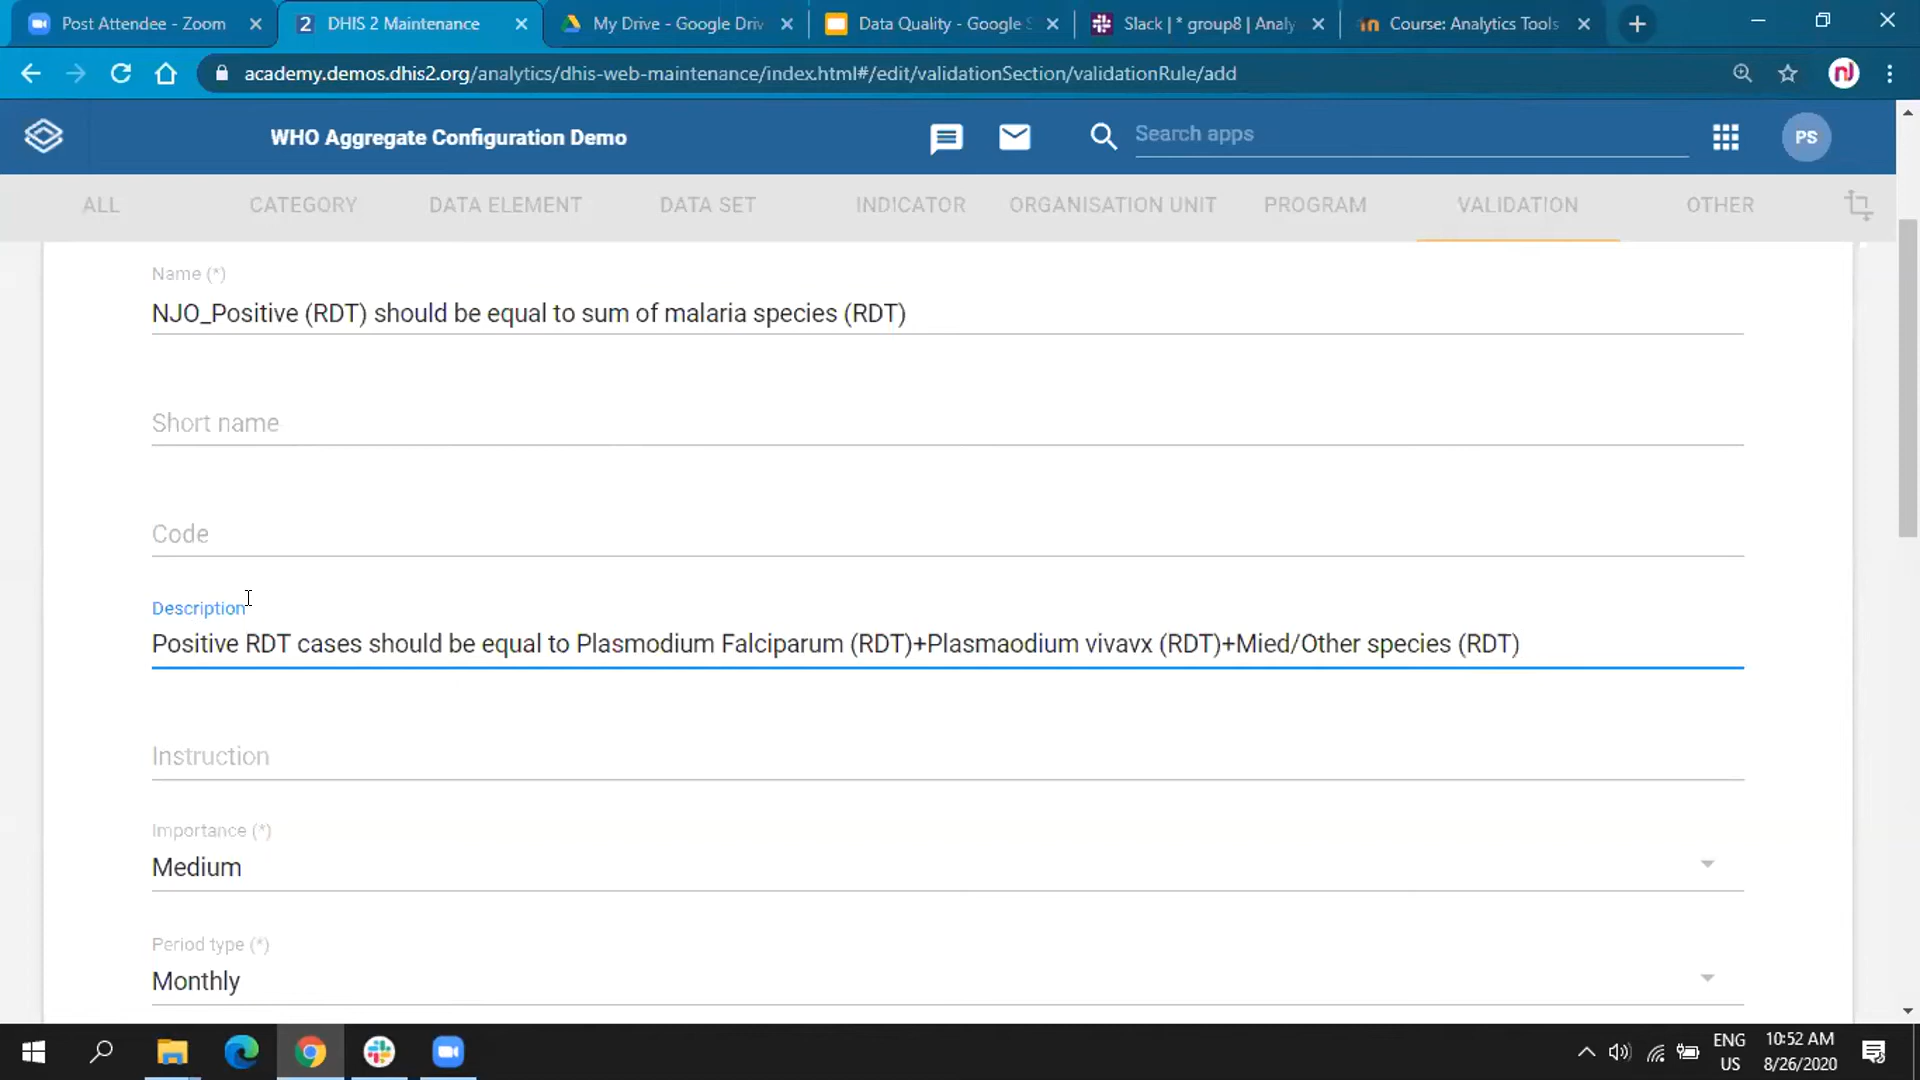 Post Attendee - Zoom
DHIS 2 Maintenance
My Drive - Google Driv
Data Quality - Google S
Slack | * group8 | Analy
Course: Analytics Tools
academy.demos.dhis2.org/analytics/dhis-web-maintenance/index.html#/edit/validationSection/validationRule/add
WHO Aggregate Configuration Demo
Search apps
PS
ALL
CATEGORY
DATA ELEMENT
DATA SET
INDICATOR
ORGANISATION UNIT
PROGRAM
VALIDATION
OTHER
Name (*)
NJO_Positive (RDT) should be equal to sum of malaria species (RDT)
Short name
Code
Description
Positive RDT cases should be equal to Plasmodium Falciparum (RDT)+Plasmaodium vivavx (RDT)+Mied/Other species (RDT)
Instruction
Importance (*)
Medium
Period type (*)
Monthly
ENG
US
10:52 AM
8/26/2020